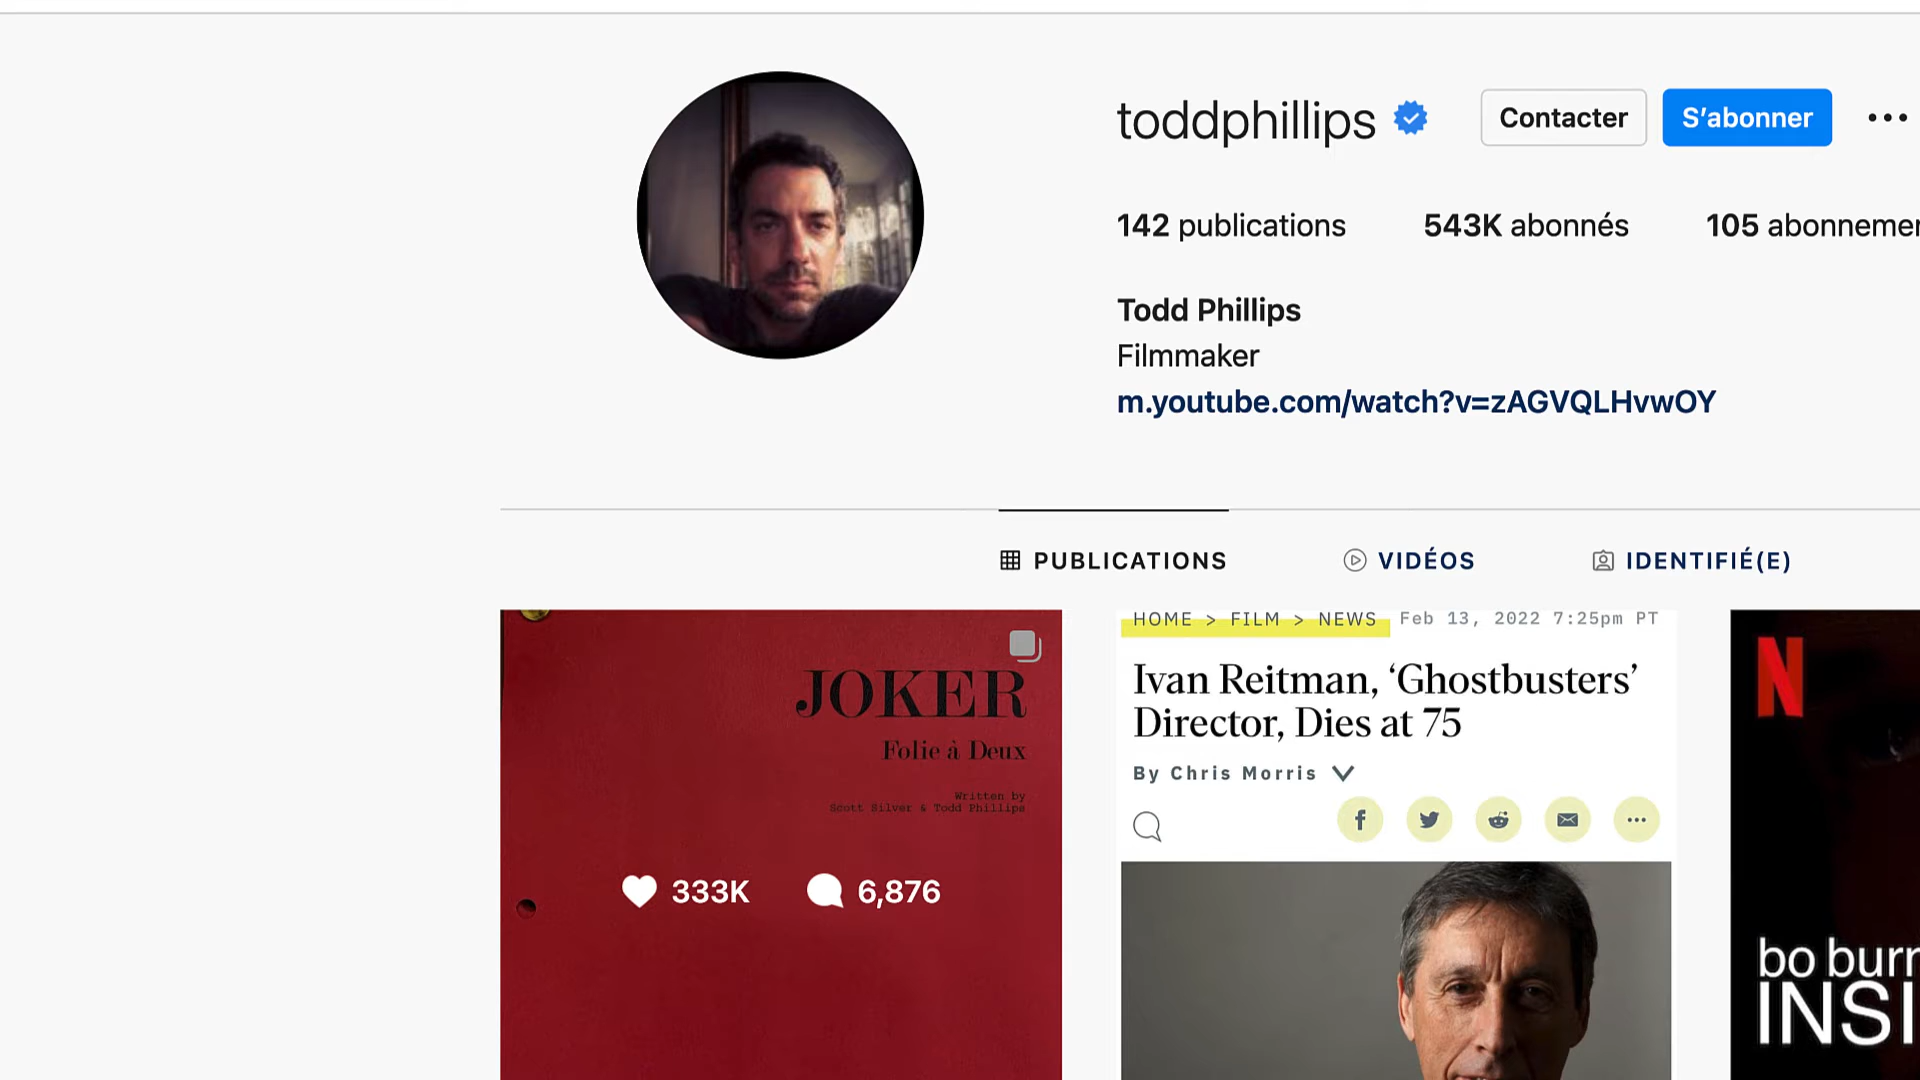 toddphillips
Contacter
S’abonner
142 publications
543K abonnés
105 abonnemen
Todd Phillips
Filmmaker
m.youtube.com/watch?v=zAGVQLHvwOY
PUBLICATIONS
VIDÉOS
IDENTIFIÉ(E)
JOKER
Folie à Deux
Written by
Scott Silver & Todd Phillips
333K
6,876
HOME > FILM > NEWS
Feb 13, 2022 7:25pm PT
Ivan Reitman, ‘Ghostbusters’
Director, Dies at 75
By Chris Morris
N
bo burn
INSI